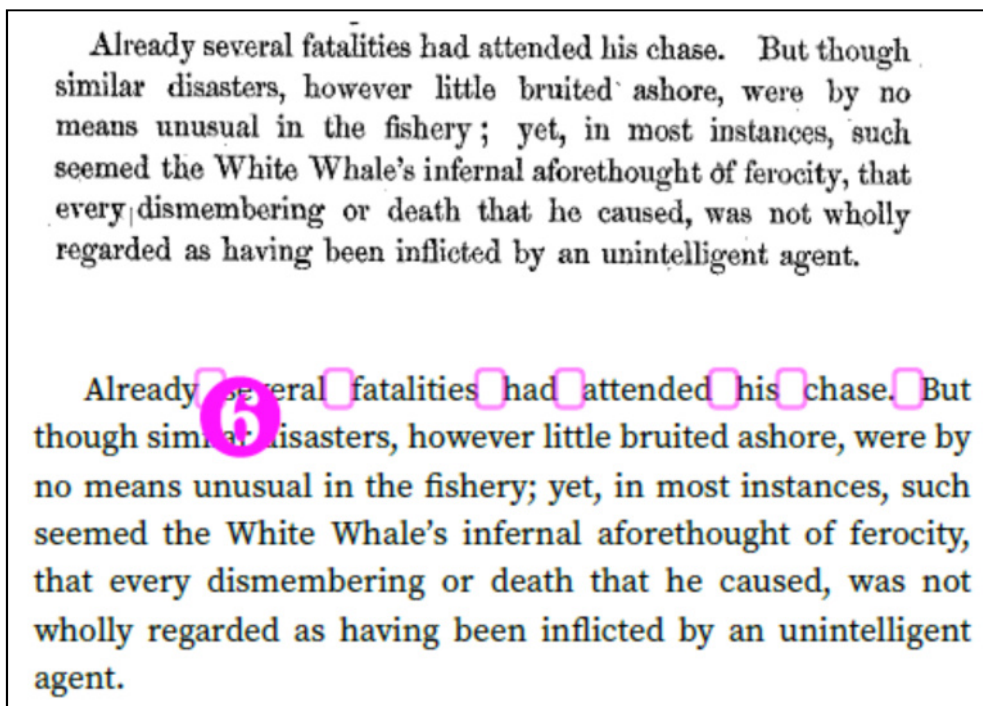 Already several fatalities had attended his chase. But though
similar disasters, however little bruited ashore, were by no
means unusual in the fishery; yet, in most instances, such
seemed the White Whale's infernal aforethought of ferocity, that
every dismembering or death that he caused, was not wholly
regarded as having been inflicted by an unintelligent agent.
Already several fatalities had attended his chase. But
6
though similar disasters, however little bruited ashore, were by
no means unusual in the fishery; yet, in most instances, such
seemed the White Whale’s infernal aforethought of ferocity,
that every dismembering or death that he caused, was not
wholly regarded as having been inflicted by an unintelligent
agent.